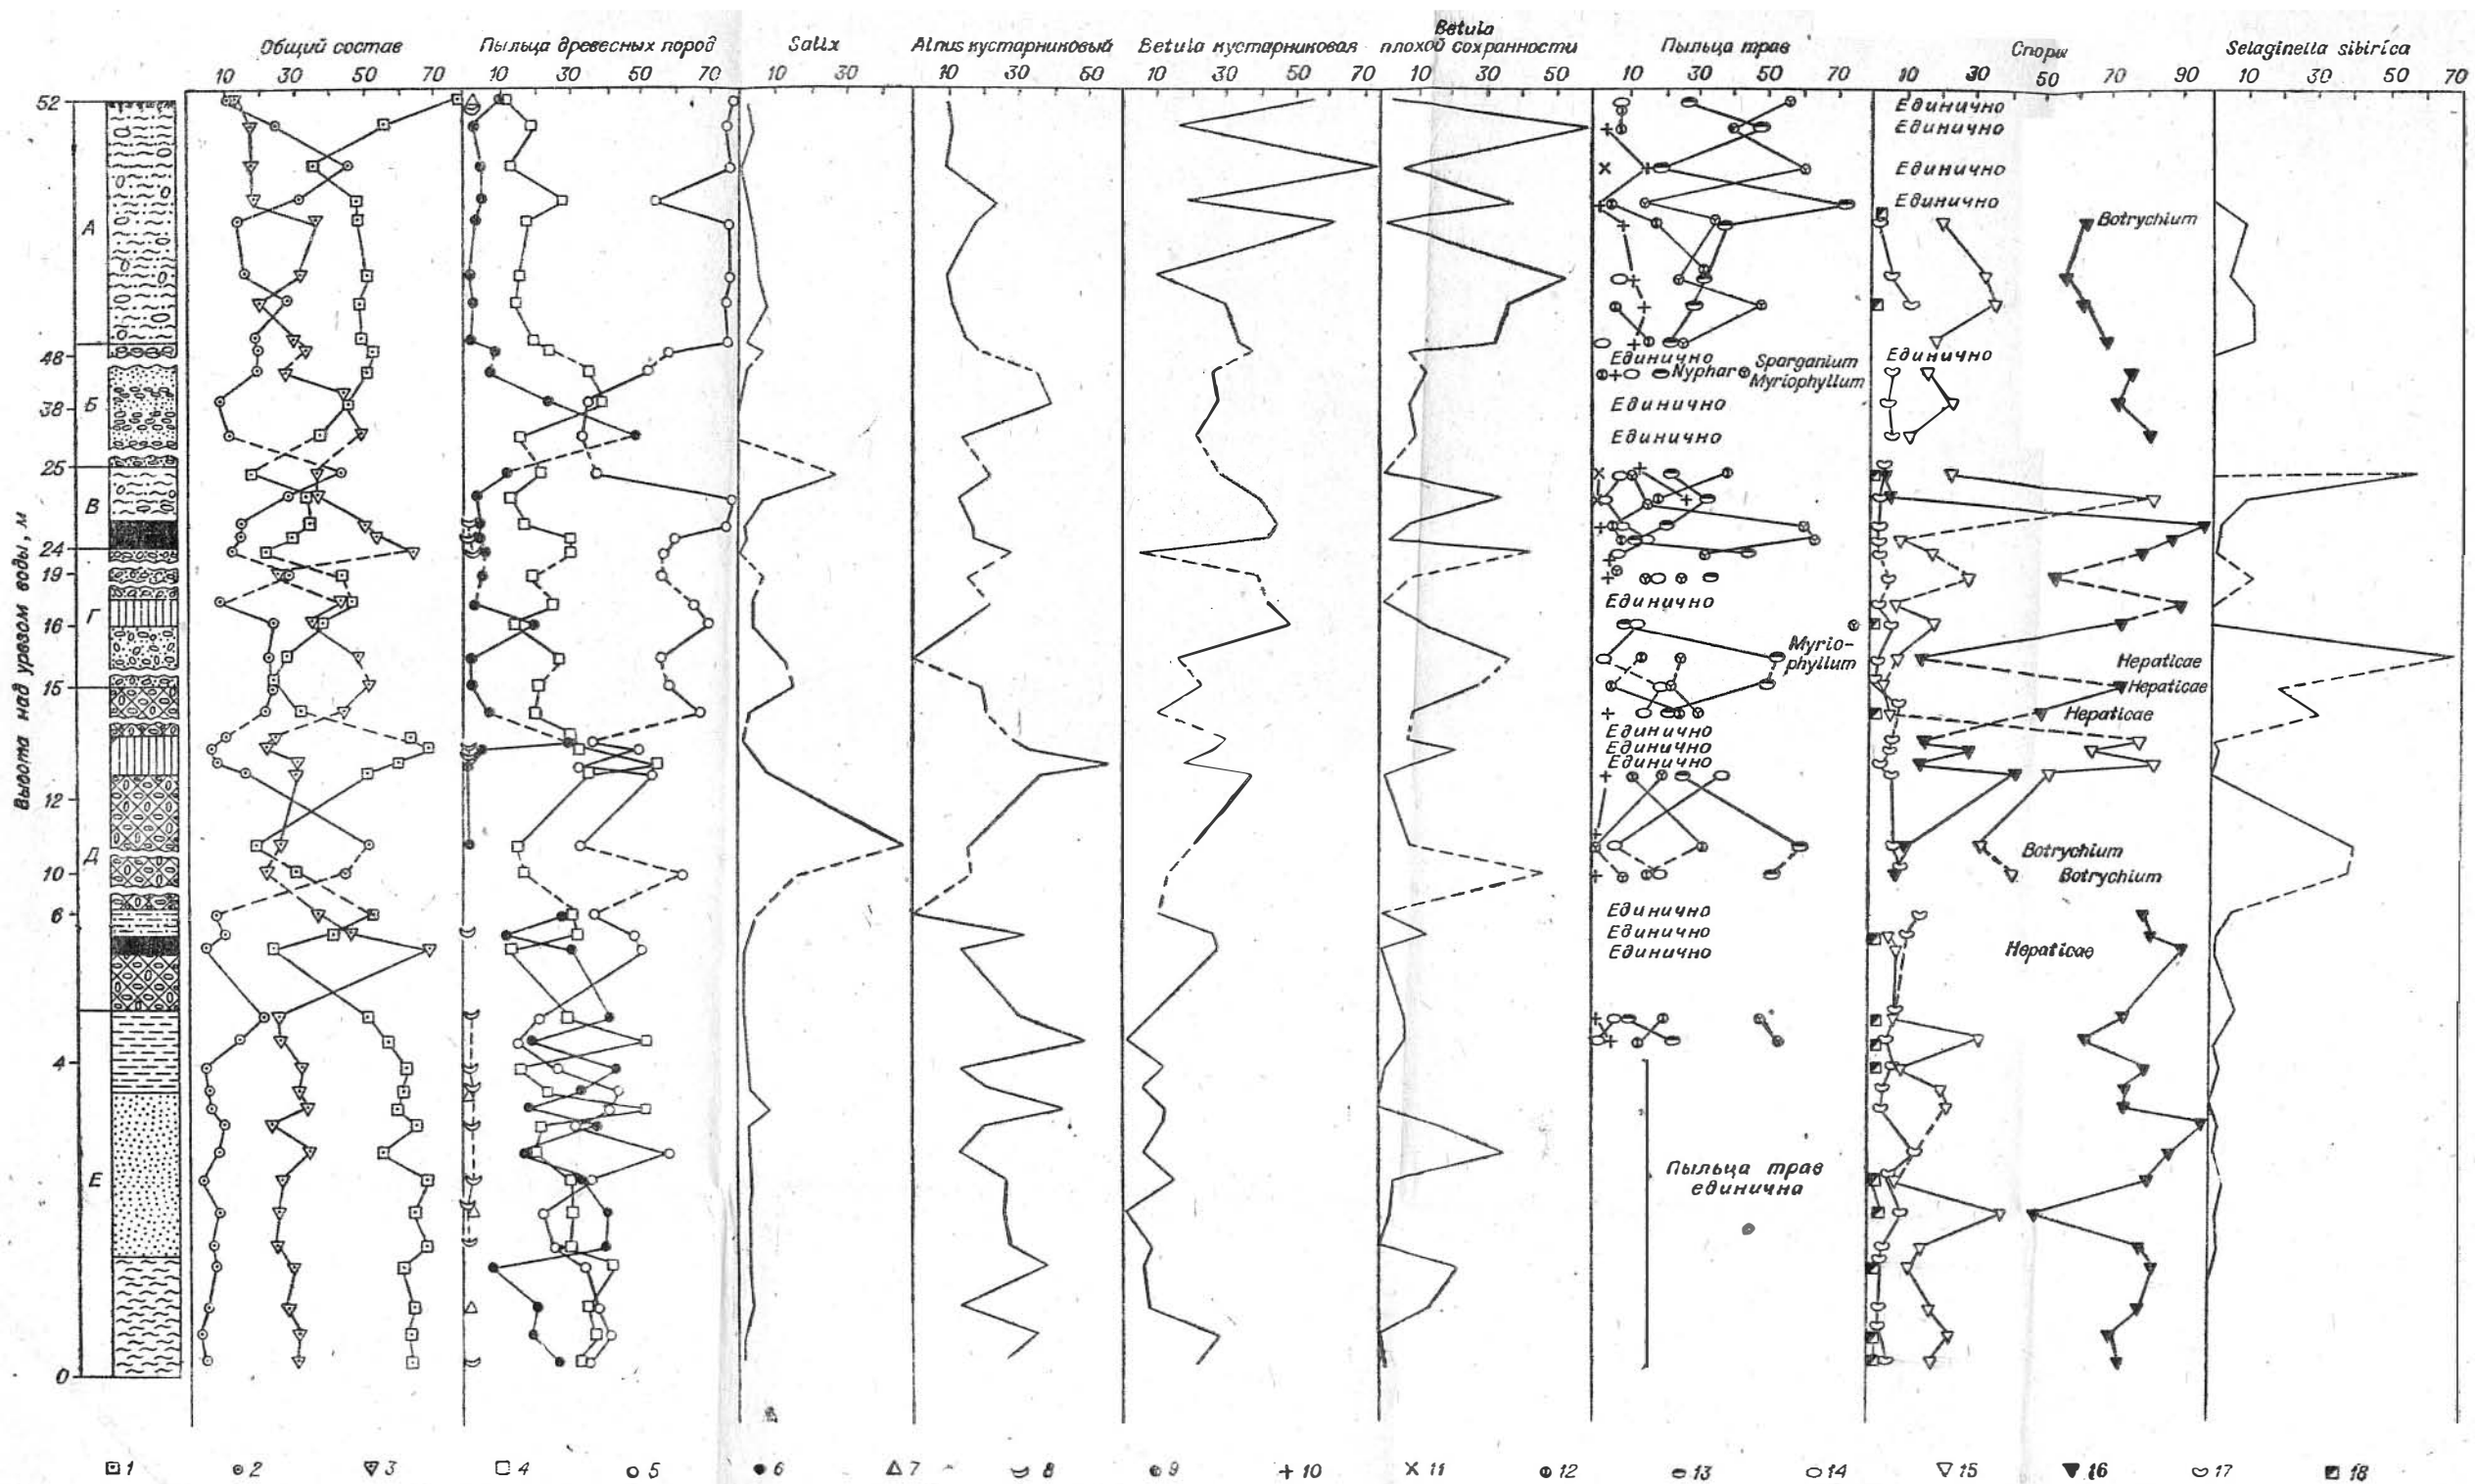 Betula
Общий состав Пыльца древесных пород Salix Alnus кустарниковый Betula кустарниковая плохой сохранности Пыльца трав Споры Selaginella sibirica
10 30 50 70 10 30 50 70 10 30 10 30 60 10 30 50 70 10 30 50 10 30 50 70 10 30 50 70 90 10 30 50 70
52 Единично
Единично
Единично
Единично
А Botrychium
48 Единично Sparganium Единично
Nyphar Myriophyllum
38 Б Единично
Единично
25
В
24
19
Г Единично
16
Myrio-
phyllum Hepaticae
15 Hepaticae
Hepaticae
Единично
Единично
Единично
12
Д Botrychium
10 Botrychium
6 Единично
Единично
Единично Hepaticae
4
Пыльца трав
Е единична
0
Высота над урезом воды, м
1 2 3 4 5 6 7 8 9 10 11 12 13 14 15 16 17 18